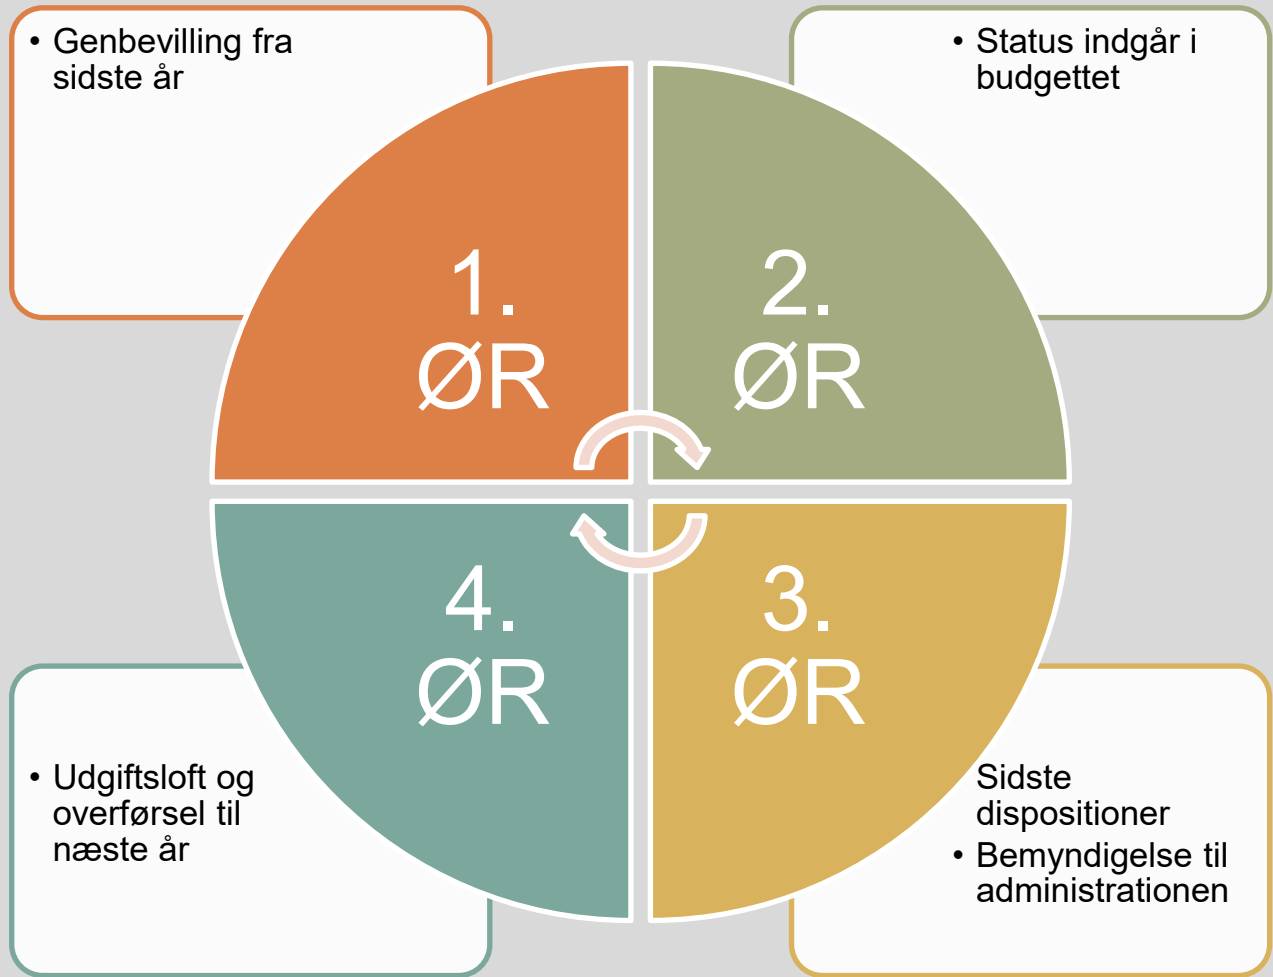 • Genbevilling fra
sidste år
• Status indgår i
budgettet
1.
ØR
2.
ØR
4.
ØR
3.
ØR
• Udgiftsloft og
overførsel til
næste år
Sidste
dispositioner
• Bemyndigelse til
administrationen